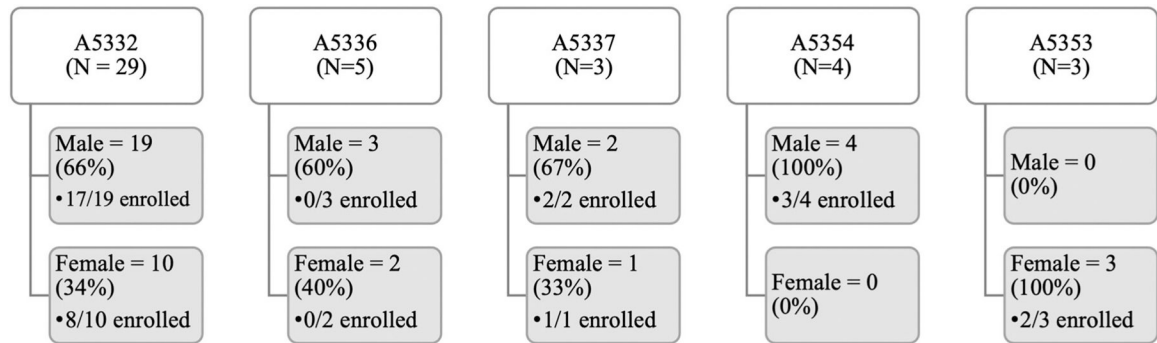 A5332
(N = 29)
Male = 19
(66%)
•17/19 enrolled
Female = 10
(34%)
•8/10 enrolled
A5336
(N=5)
Male = 3
(60%)
•0/3 enrolled
Female = 2
(40%)
•0/2 enrolled
A5337
(N=3)
Male = 2
(67%)
•2/2 enrolled
Female = 1
(33%)
•1/1 enrolled
A5354
(N=4)
Male = 4
(100%)
•3/4 enrolled
Female = 0
(0%)
A5353
(N=3)
Male = 0
(0%)
Female = 3
(100%)
•2/3 enrolled